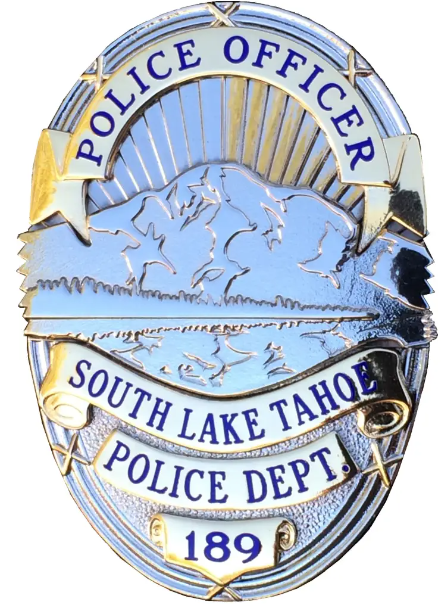 POLICE OFFICER
SOUTH LAKE TAHOE
POLICE DEPT.
189